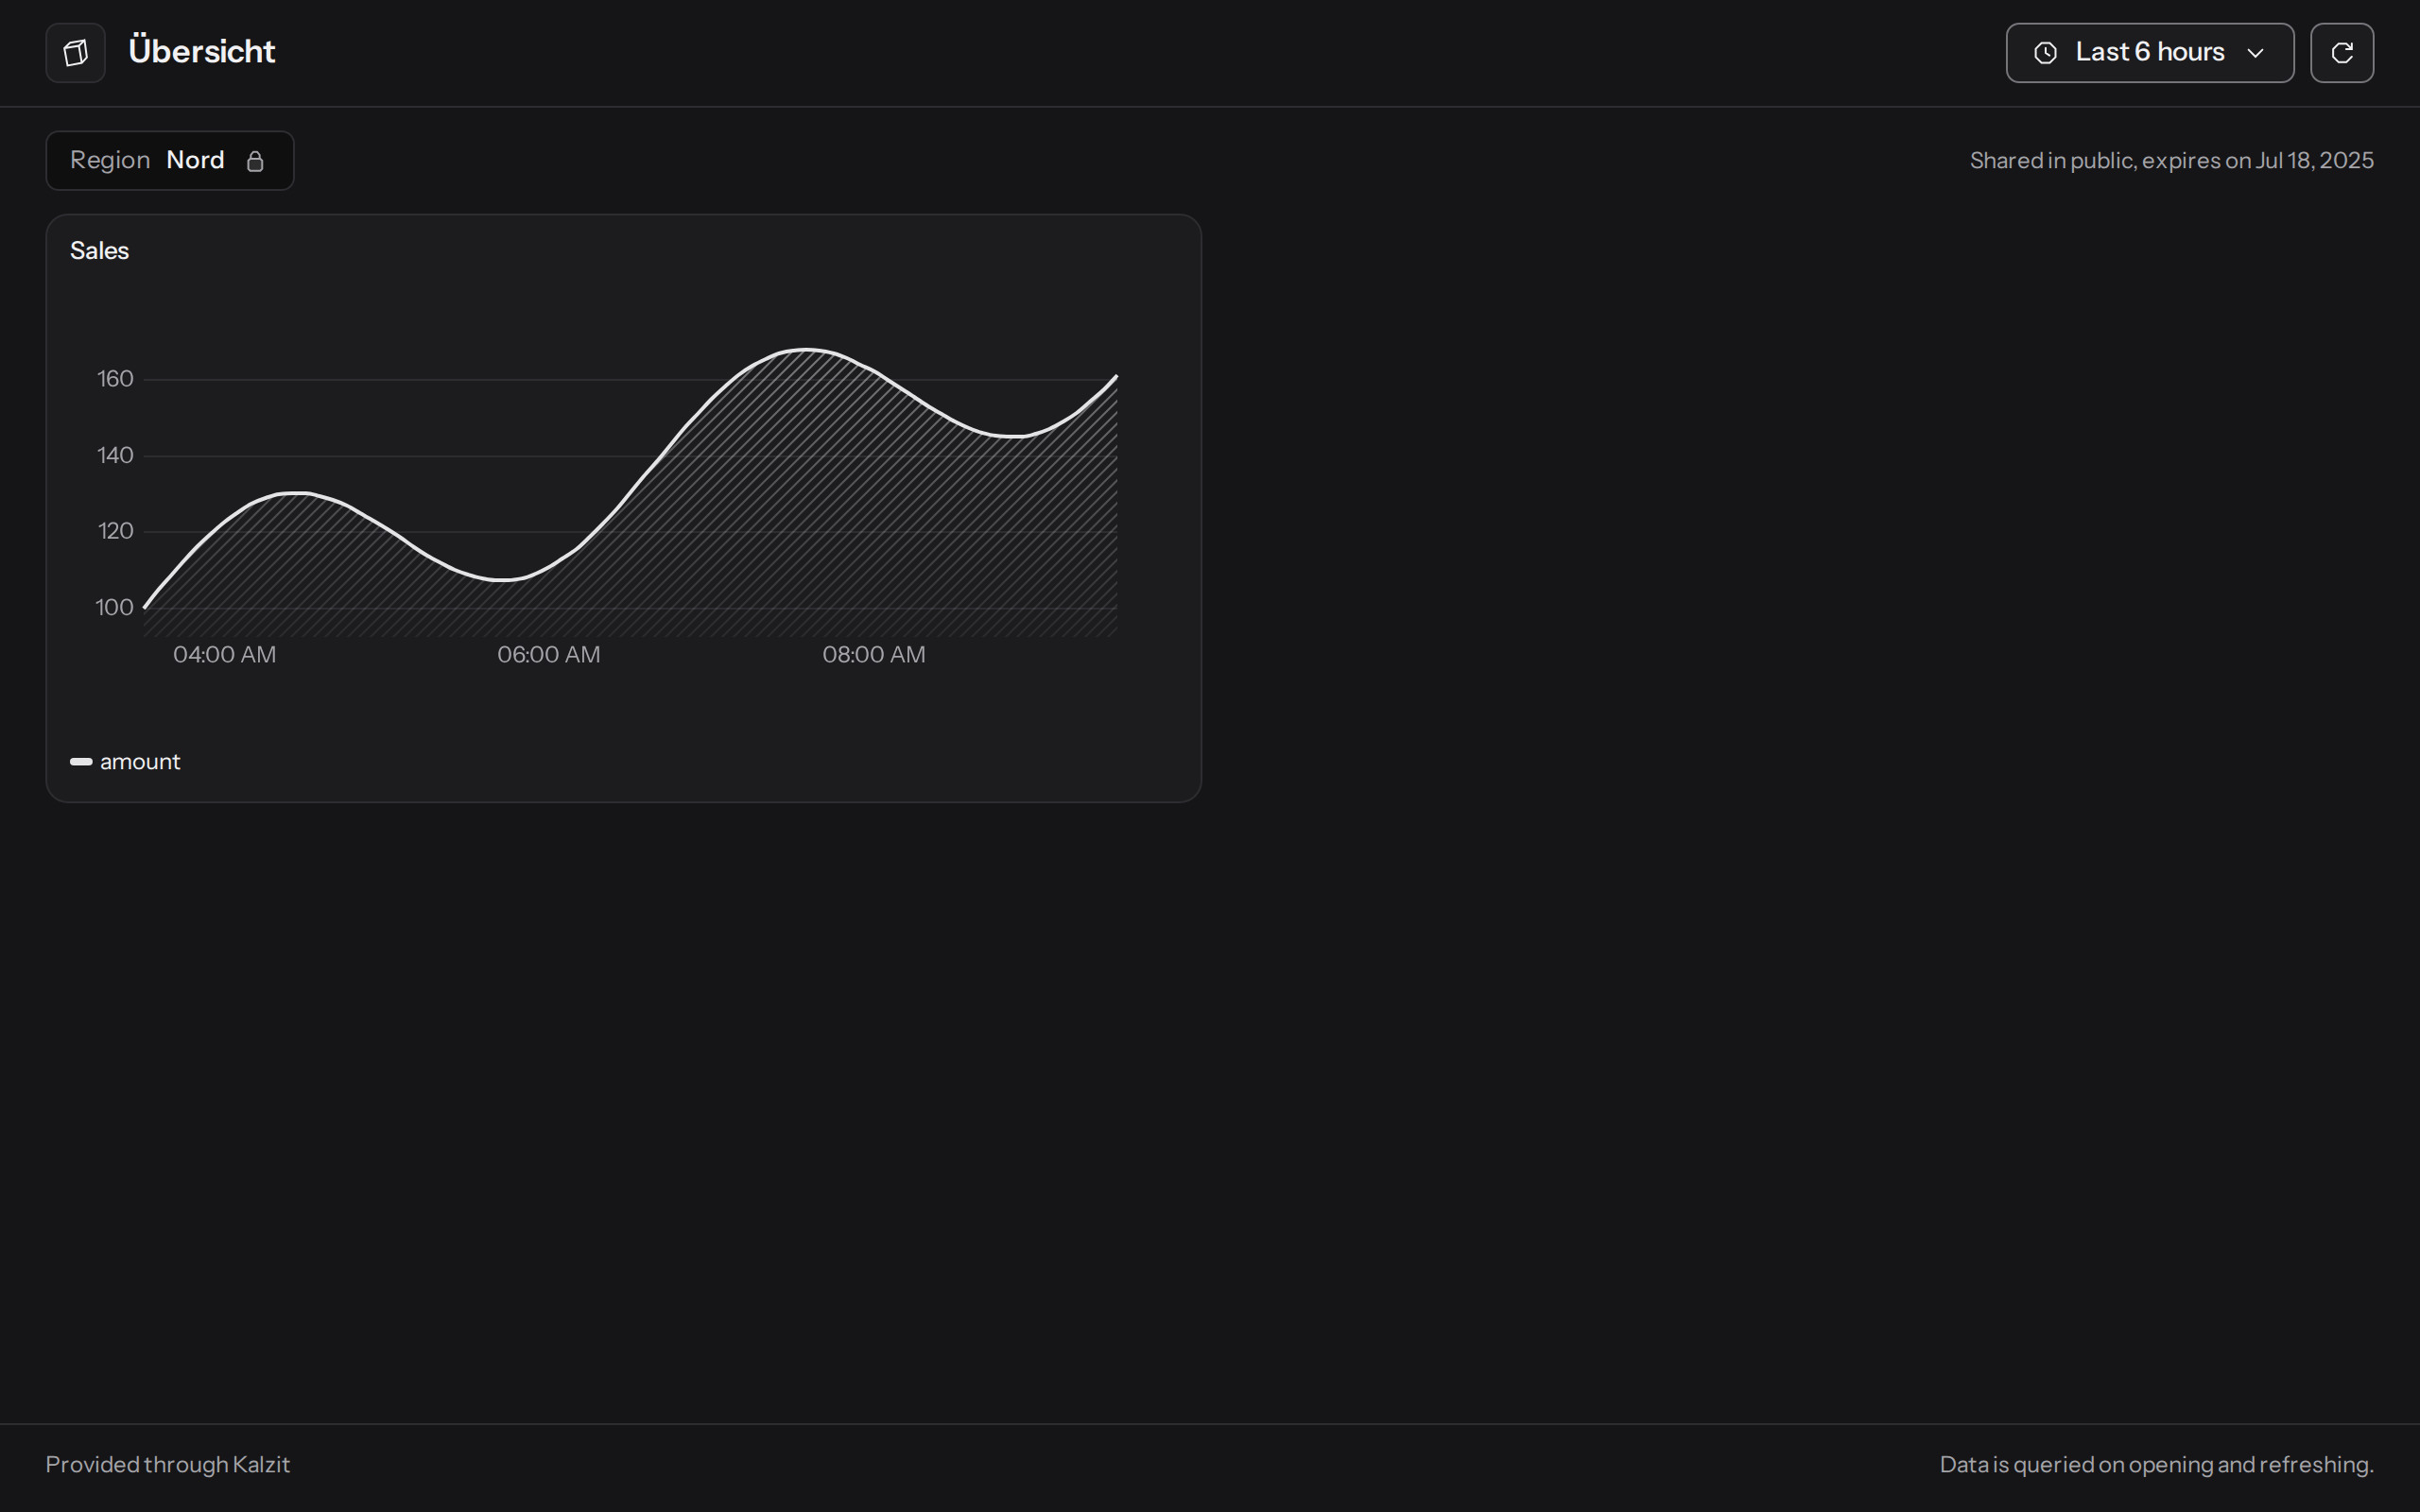 Übersicht
Last 6 hours
Region Nord
Shared in public, expires on Jul 18, 2025
Sales
160
140
120
100
04:00 AM 06:00 AM 08:00 AM
amount
Provided through Kalzit
Data is queried on opening and refreshing.